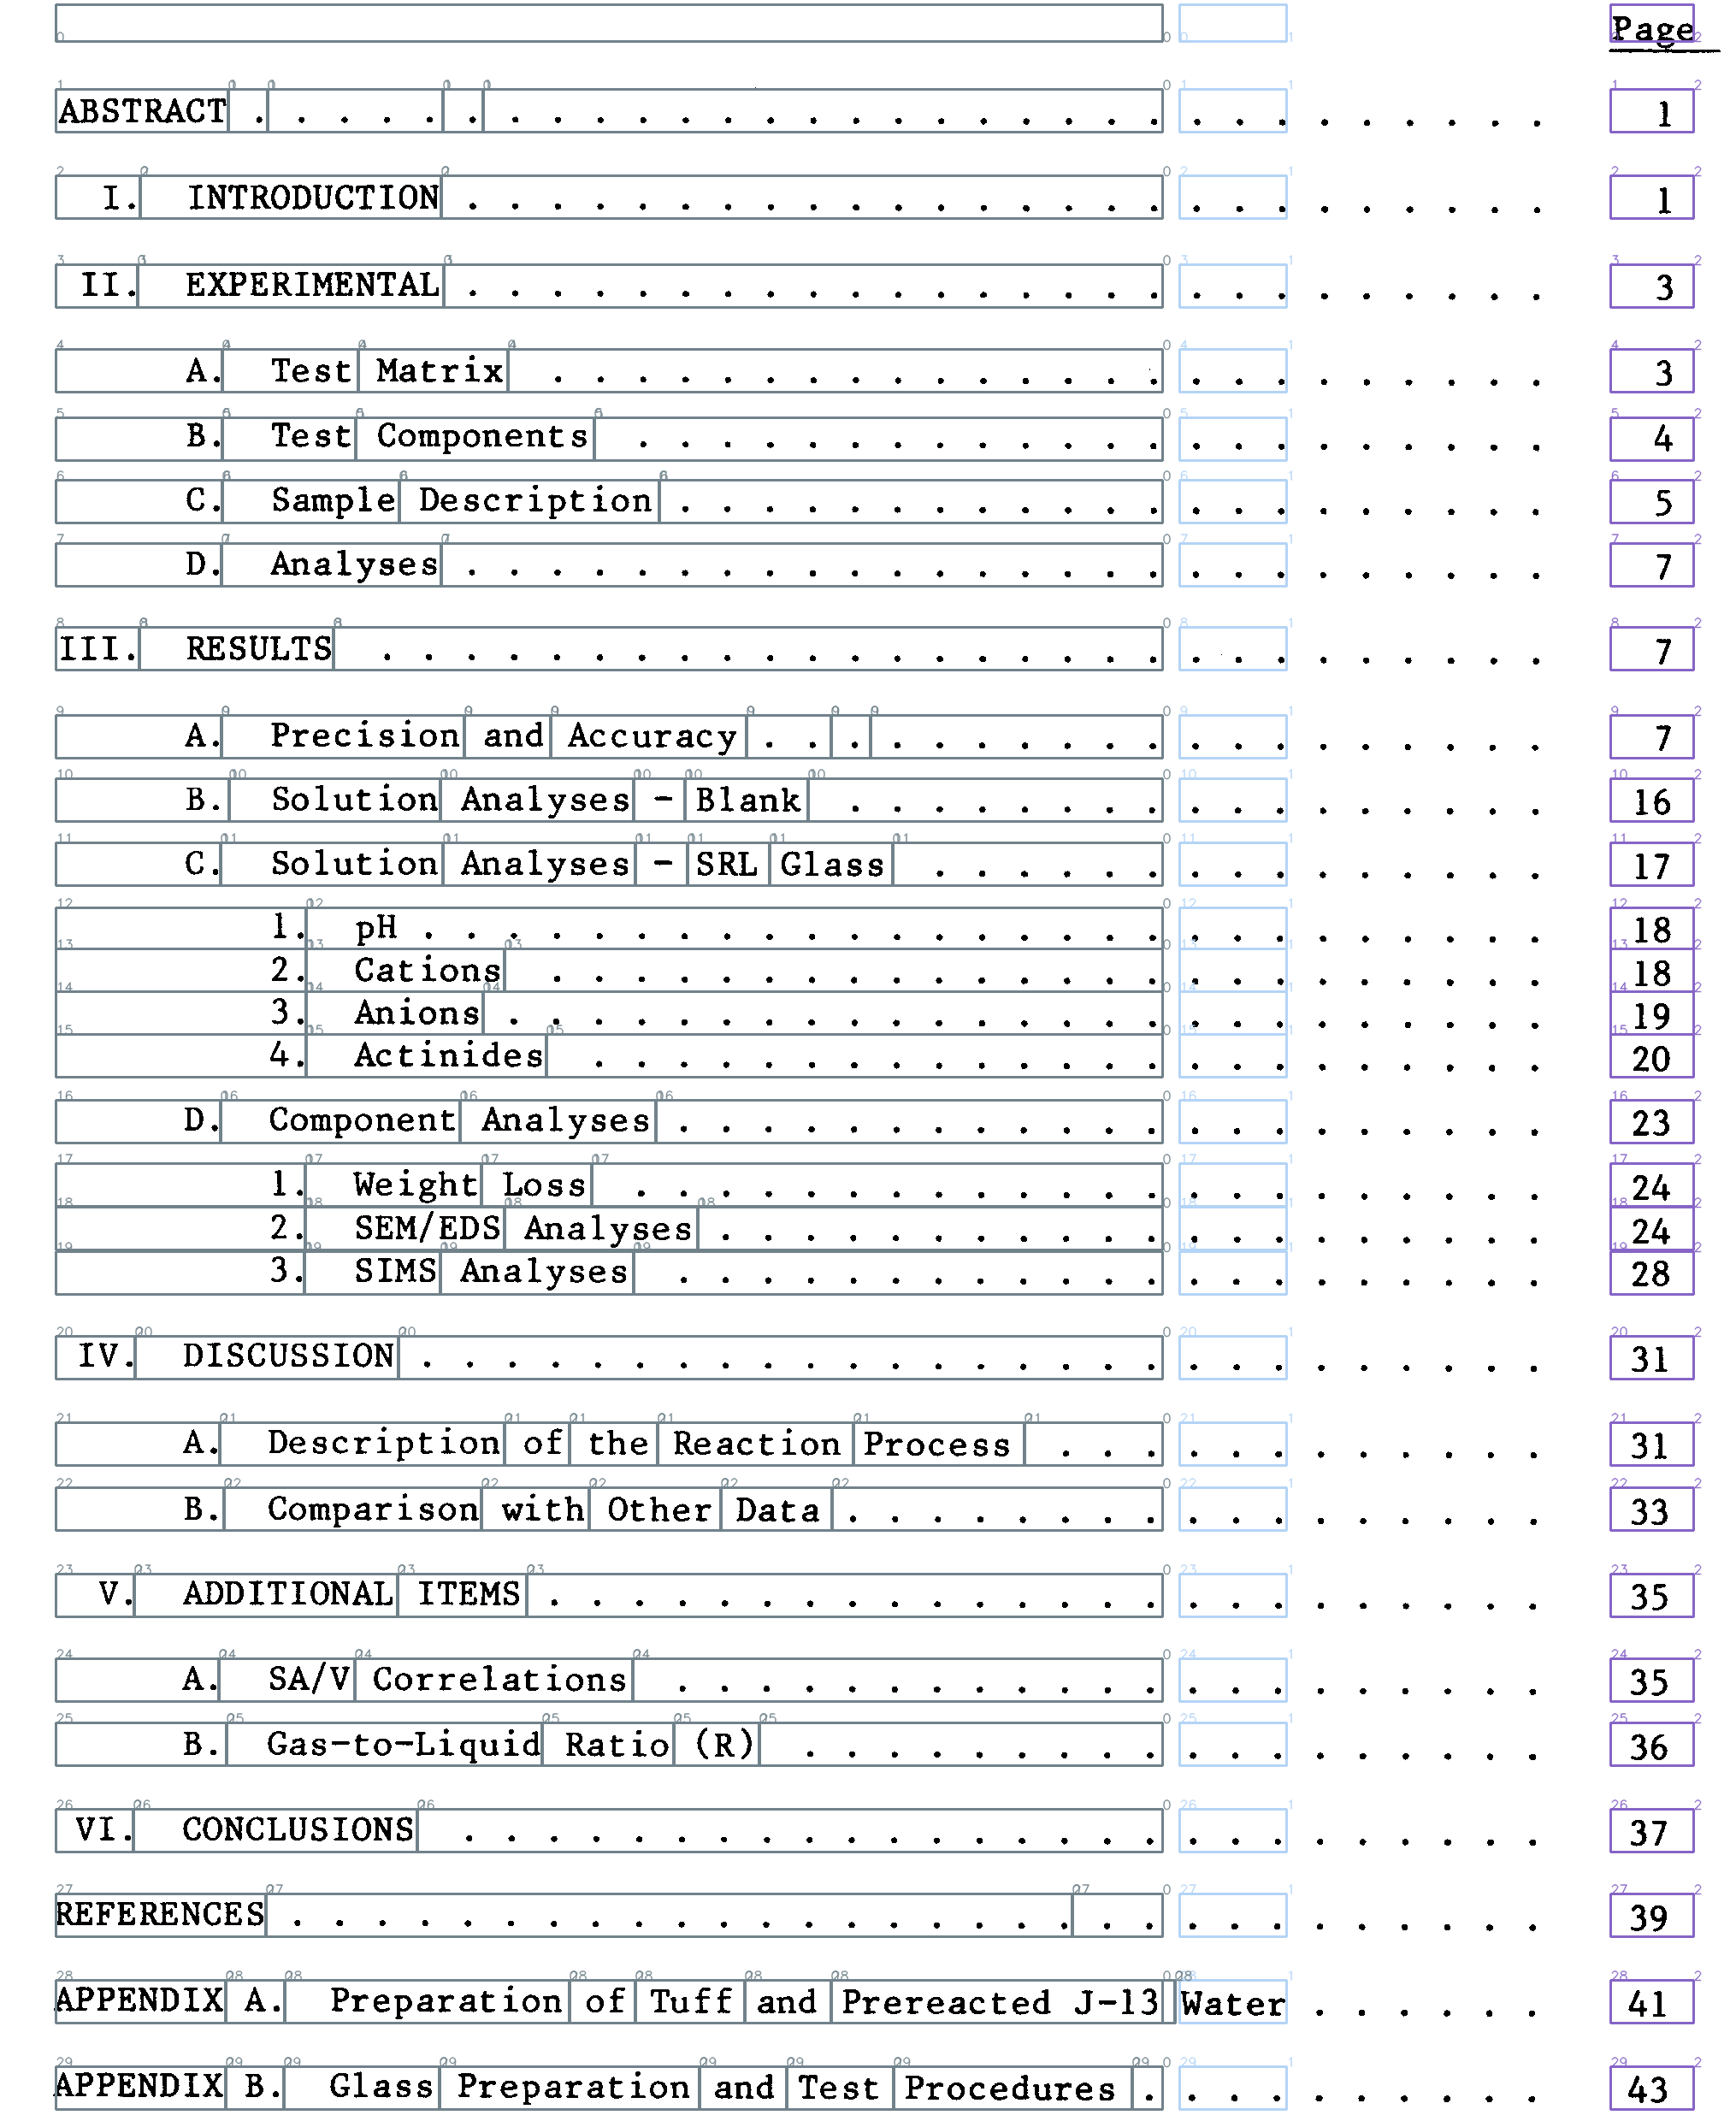 Page
ABSTRACT . . . . . . . . . . . . . . . . . . . . . . . . . . . . . . . 1
I. INTRODUCTION . . . . . . . . . . . . . . . . . . . . . . . . . . 1
II. EXPERIMENTAL . . . . . . . . . . . . . . . . . . . . . . . . . . 3
A. Test Matrix . . . . . . . . . . . . . . . . . . . . . . . . 3
B. Test Components . . . . . . . . . . . . . . . . . . . . . . 4
C. Sample Description . . . . . . . . . . . . . . . . . . . . . 5
D. Analyses . . . . . . . . . . . . . . . . . . . . . . . . . . 7
III. RESULTS . . . . . . . . . . . . . . . . . . . . . . . . . . . . 7
A. Precision and Accuracy . . . . . . . . . . . . . . . . . . . 7
B. Solution Analyses - Blank . . . . . . . . . . . . . . . . . 16
C. Solution Analyses - SRL Glass . . . . . . . . . . . . . . . 17
1. pH . . . . . . . . . . . . . . . . . . . . . . . . . . . 18
2. Cations . . . . . . . . . . . . . . . . . . . . . . . . 18
3. Anions . . . . . . . . . . . . . . . . . . . . . . . . . 19
4. Actinides . . . . . . . . . . . . . . . . . . . . . . . 20
D. Component Analyses . . . . . . . . . . . . . . . . . . . . . 23
1. Weight Loss . . . . . . . . . . . . . . . . . . . . . . 24
2. SEM/EDS Analyses . . . . . . . . . . . . . . . . . . . . 24
3. SIMS Analyses . . . . . . . . . . . . . . . . . . . . . 28
IV. DISCUSSION . . . . . . . . . . . . . . . . . . . . . . . . . . . 31
A. Description of the Reaction Process . . . . . . . . . . . . 31
B. Comparison with Other Data . . . . . . . . . . . . . . . . . 33
V. ADDITIONAL ITEMS . . . . . . . . . . . . . . . . . . . . . . . . 35
A. SA/V Correlations . . . . . . . . . . . . . . . . . . . . . 35
B. Gas-to-Liquid Ratio (R) . . . . . . . . . . . . . . . . . . 36
VI. CONCLUSIONS . . . . . . . . . . . . . . . . . . . . . . . . . . 37
REFERENCES . . . . . . . . . . . . . . . . . . . . . . . . . . . . . . 39
APPENDIX A. Preparation of Tuff and Prereacted J-13 Water . . . . . . 41
APPENDIX B. Glass Preparation and Test Procedures . . . . . . . . . . 43